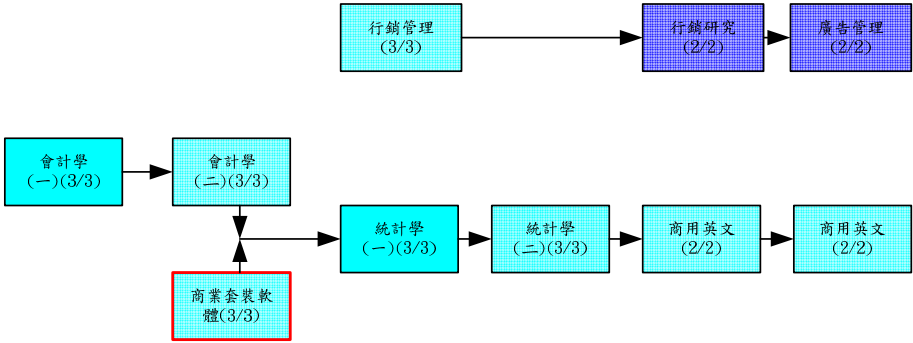 行銷管理
(3/3)
行銷研究
(2/2)
廣告管理
(2/2)
會計學
(一)(3/3)
會計學
(二)(3/3)
統計學
(一)(3/3)
統計學
(二)(3/3)
商用英文
(2/2)
商用英文
(2/2)
商業套裝軟
體(3/3)